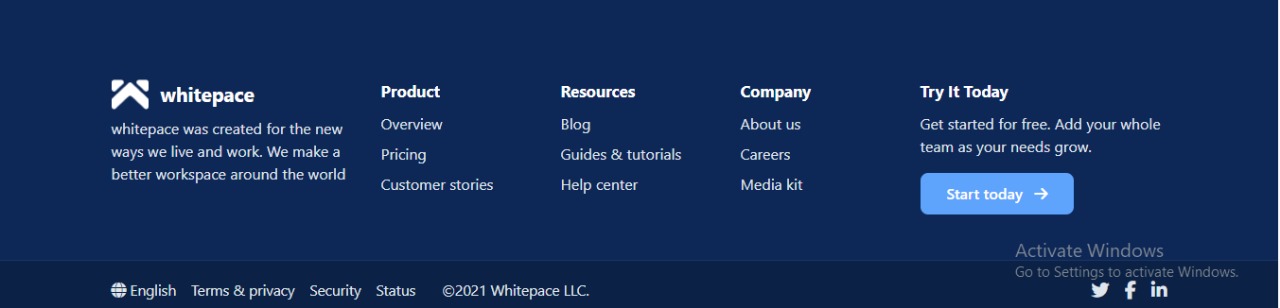 whitepace
whitepace was created for the new
ways we live and work. We make a
better workspace around the world
Product
Overview
Pricing
Customer stories
Resources
Blog
Guides & tutorials
Help center
Company
About us
Careers
Media kit
Try It Today
Get started for free. Add your whole
team as your needs grow.
Start today
Activate Windows
Go to Settings to activate Windows.
English Terms & privacy Security Status ©2021 Whitepace LLC.